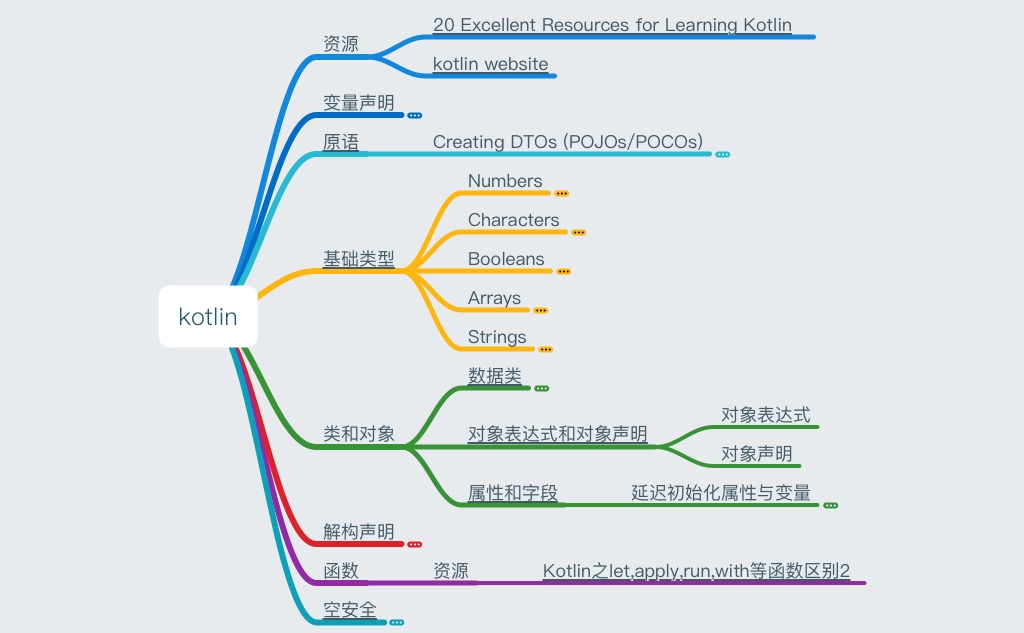 20 Excellent Resources for Learning Kotlin
资源
kotlin website
变量声明
原语
Creating DTOs (POJOs/POCOs)
Numbers
Characters
基础类型
Booleans
Arrays
kotlin
Strings
数据类
对象表达式
类和对象
对象表达式和对象声明
对象声明
属性和字段
延迟初始化属性与变量
解构声明
函数
资源
Kotlin之let,apply,run,with等函数区别2
空安全